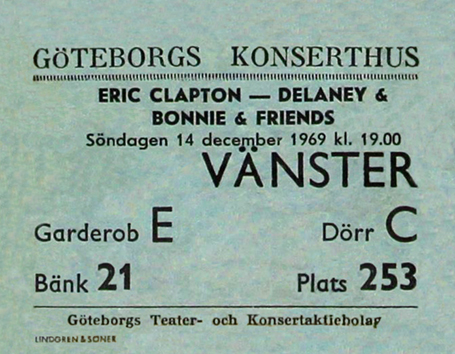 GÖTEBORGS KONSERTHUS
ERIC CLAPTON — DELANEY &
BONNIE & FRIENDS
Söndagen 14 december 1969 kl. 19.00
VÄNSTER
Garderob E Dörr C
Bänk 21 Plats 253
Göteborgs Teater- och Konsertaktiebolag
LINDGREN & SÖNER